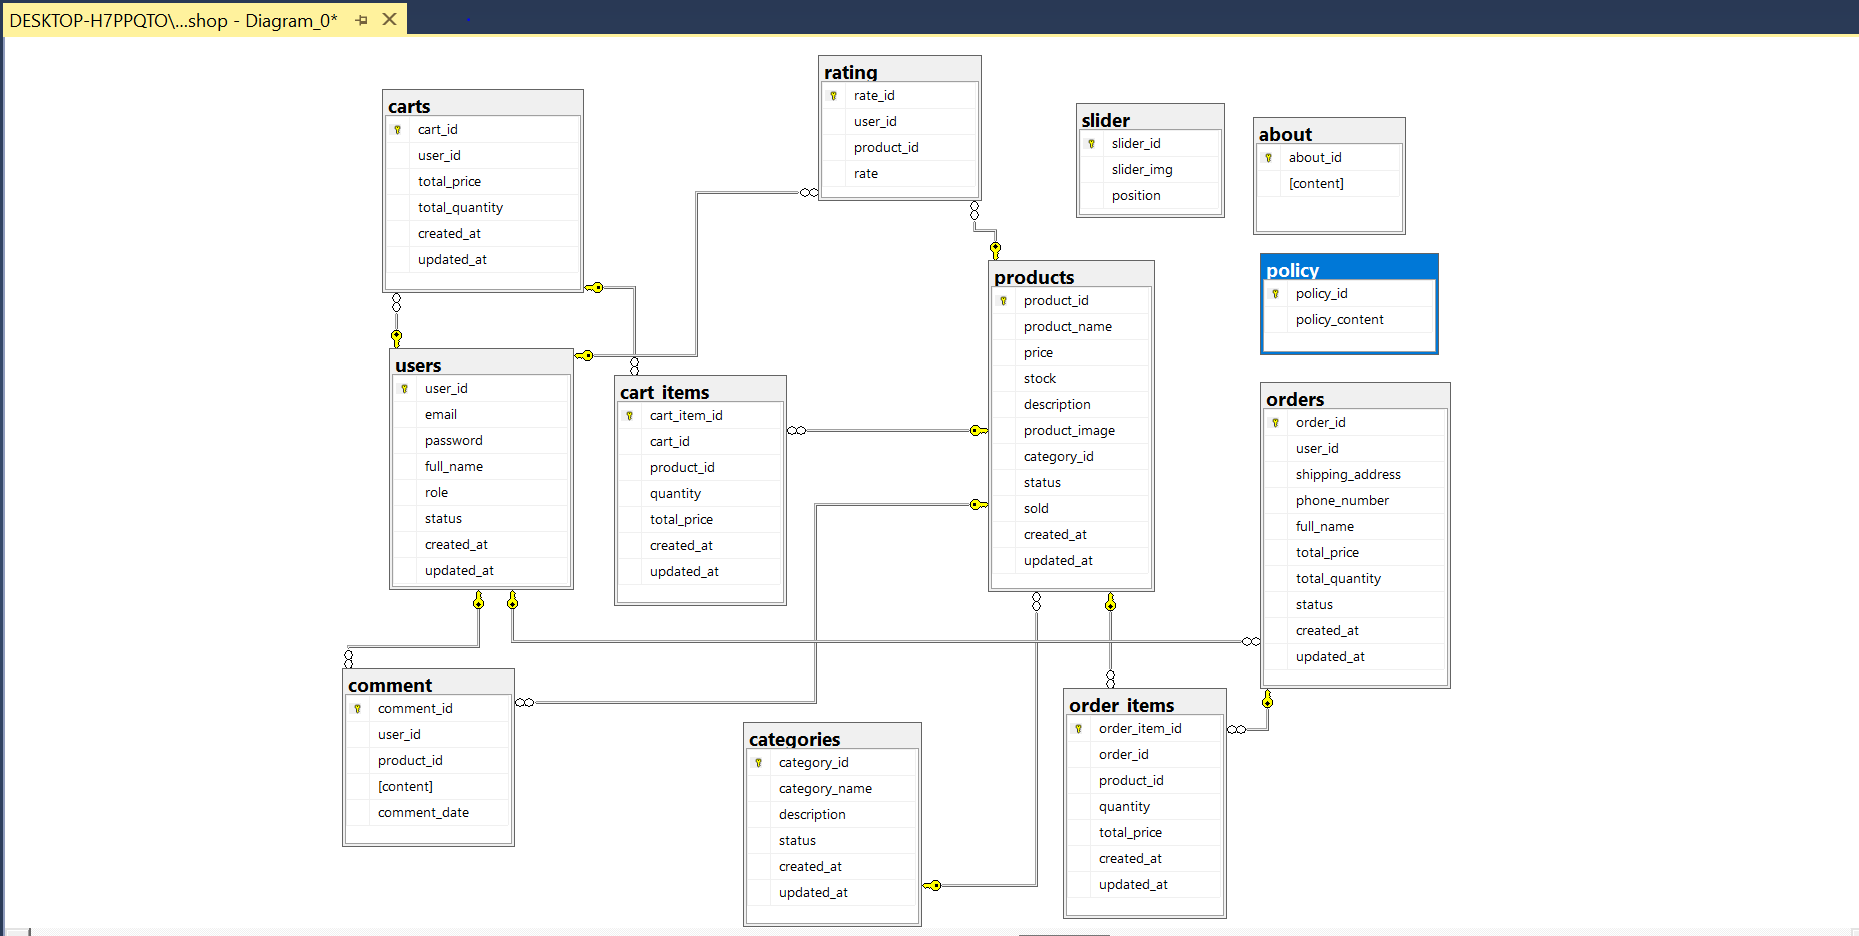 DESKTOP-H7PPQTO\...shop - Diagram_0*
carts
cart_id
user_id
total_price
total_quantity
created_at
updated_at
rating
rate_id
user_id
product_id
rate
slider
slider_id
slider_img
position
about
about_id
[content]
policy
policy_id
policy_content
products
product_id
product_name
price
stock
description
product_image
category_id
status
sold
created_at
updated_at
users
user_id
email
password
full_name
role
status
created_at
updated_at
cart_items
cart_item_id
cart_id
product_id
quantity
total_price
created_at
updated_at
orders
order_id
user_id
shipping_address
phone_number
full_name
total_price
total_quantity
status
created_at
updated_at
comment
comment_id
user_id
product_id
[content]
comment_date
categories
category_id
category_name
description
status
created_at
updated_at
order_items
order_item_id
order_id
product_id
quantity
total_price
created_at
updated_at